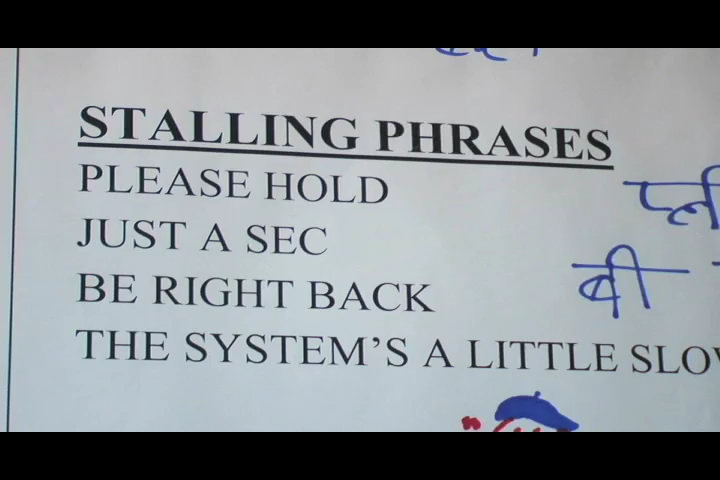 STALLING PHRASES
PLEASE HOLD
JUST A SEC
BE RIGHT BACK
बी
THE SYSTEM'S A LITTLE SLOW